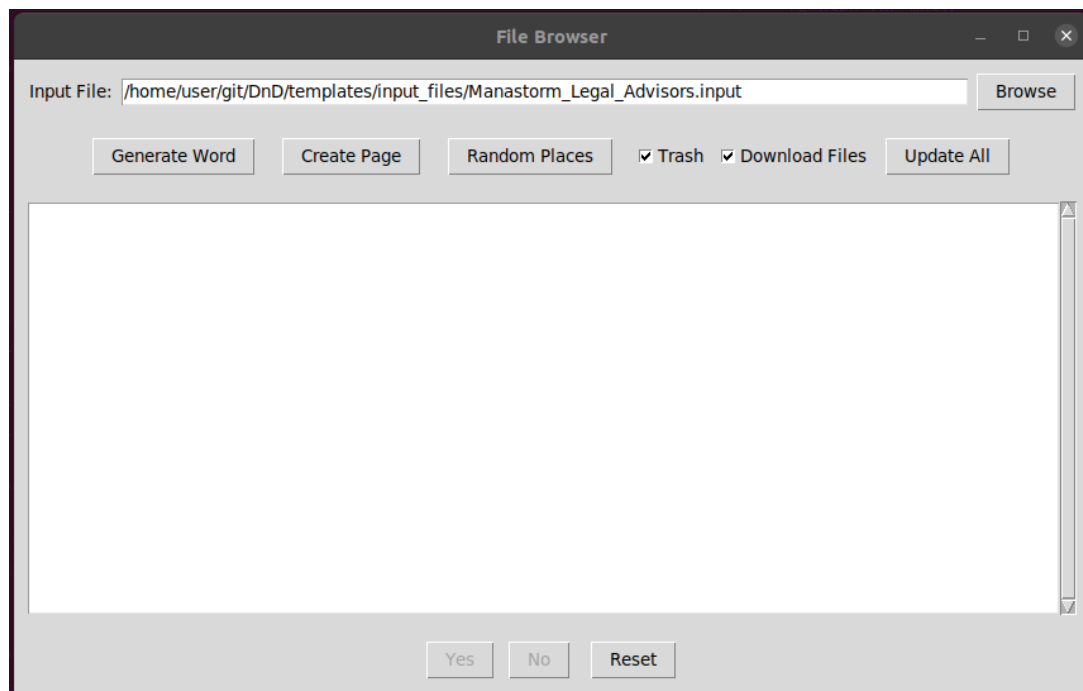 File Browser
Input File: /home/user/git/DnD/templates/input_files/Manastorm_Legal_Advisors.input Browse
Generate Word Create Page Random Places Trash Download Files Update All
Yes No Reset